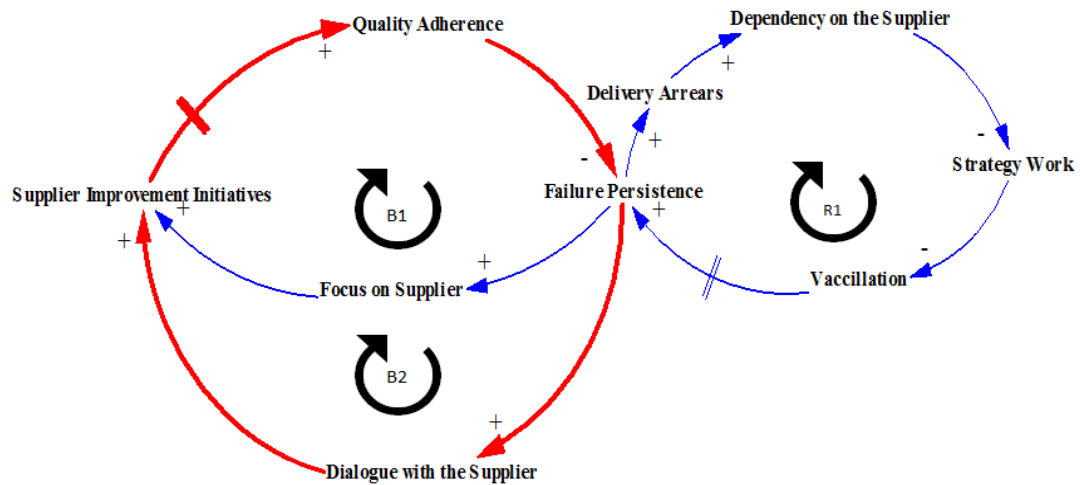 Quality Adherence
+
Dependency on the Supplier
+
Delivery Arrears
+
-
-
Strategy Work
Supplier Improvement Initiatives
+
+
B1
Failure Persistence
+
R1
-
Vaccillation
+
Focus on Supplier
B2
+
Dialogue with the Supplier